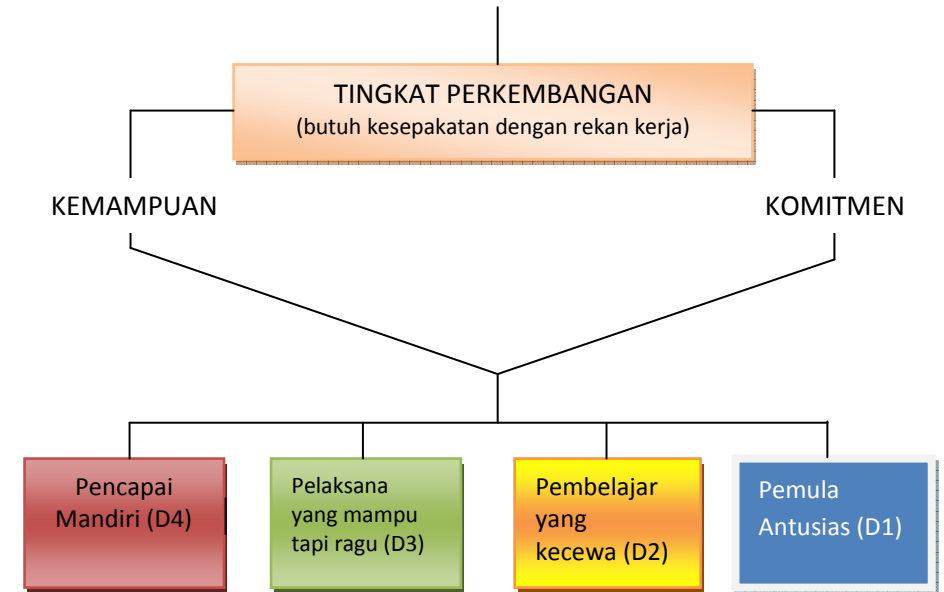 TINGKAT PERKEMBANGAN
(butuh kesepakatan dengan rekan kerja)
KEMAMPUAN
KOMITMEN
Pencapai
Mandiri (D4)
Pelaksana
yang mampu
tapi ragu (D3)
Pembelajar
yang
kecewa (D2)
Pemula
Antusias (D1)